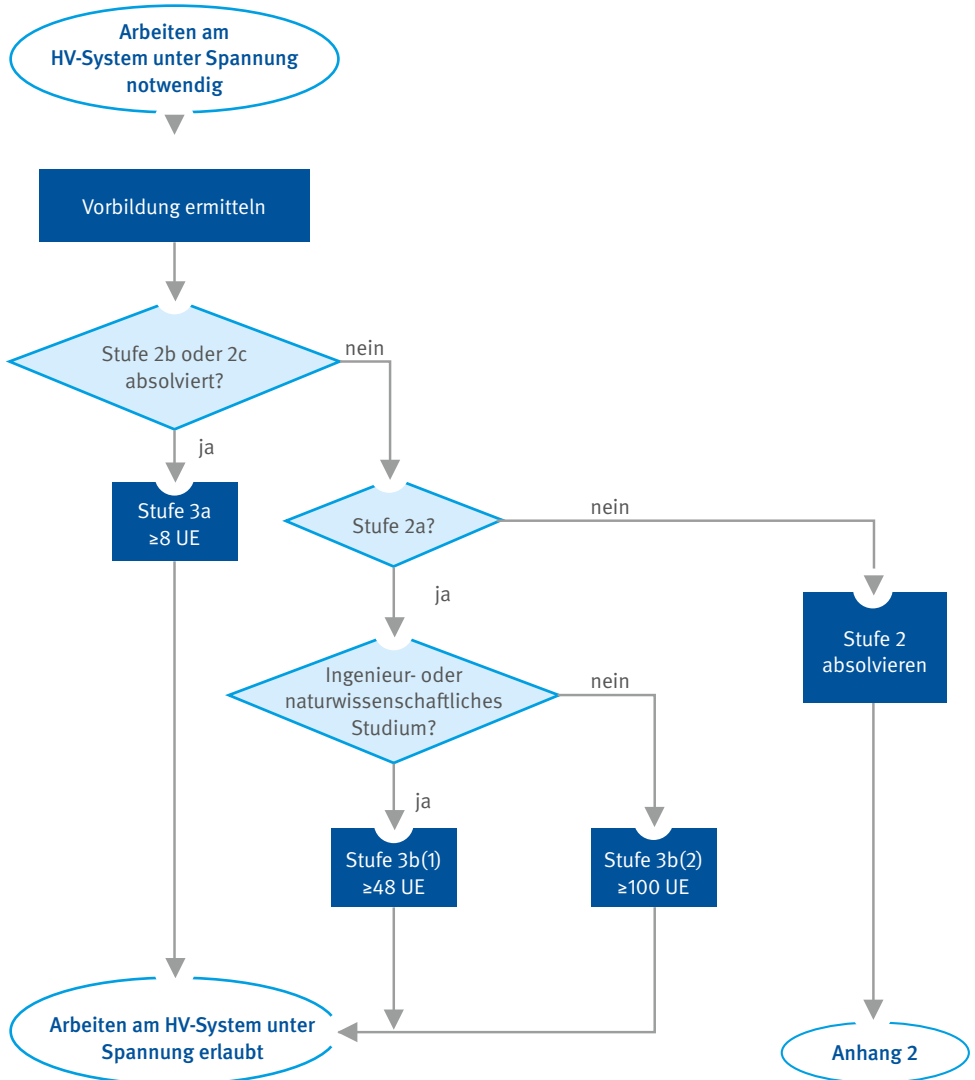 Arbeiten am
HV-System unter Spannung
notwendig
Vorbildung ermitteln
Stufe 2b oder 2c
absolviert?
nein
ja
Stufe 3a
≥8 UE
Stufe 2a?
nein
ja
Stufe 2
absolvieren
Ingenieur- oder
naturwissenschaftliches
Studium?
nein
ja
Stufe 3b(1)
≥48 UE
Stufe 3b(2)
≥100 UE
Arbeiten am HV-System unter
Spannung erlaubt
Anhang 2